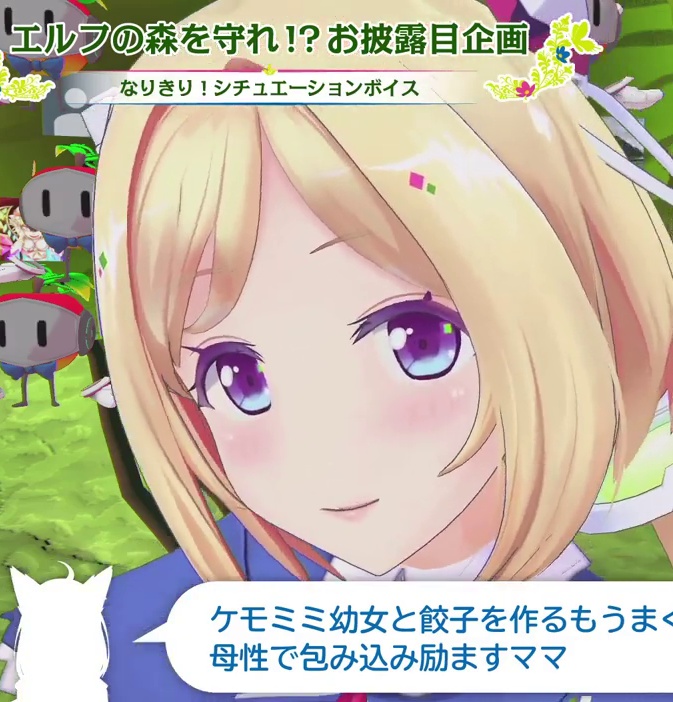 エルフの森を守れ!?お披露目企画
なりきり！シチュエーションボイス
ケモミミ幼女と餃子を作るもうまく
母性で包み込み励ますママ